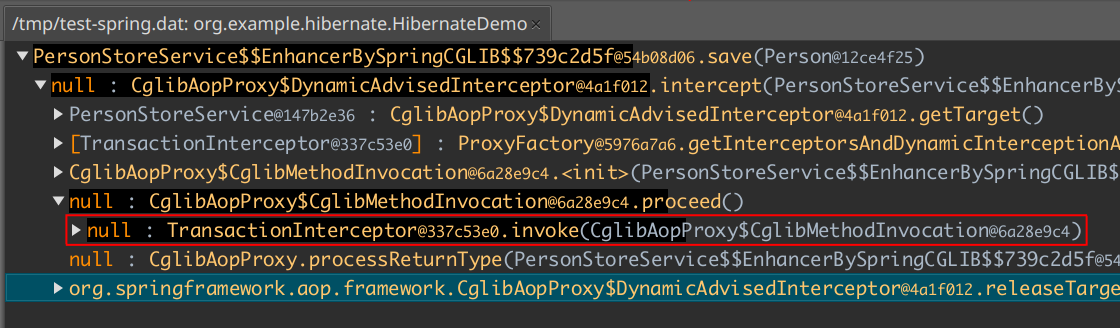 /tmp/test-spring.dat: org.example.hibernate.HibernateDemo ×
PersonStoreService$$EnhancerBySpringCGLIB$$739c2d5f@54b08d06.save(Person@12ce4f25)
null : CglibAopProxy$DynamicAdvisedInterceptor@4a1f012.intercept(PersonStoreService$$EnhancerBySp
PersonStoreService@147b2e36 : CglibAopProxy$DynamicAdvisedInterceptor@4a1f012.getTarget()
[TransactionInterceptor@337c53e0] : ProxyFactory@5976a7a6.getInterceptorsAndDynamicInterceptionA
CglibAopProxy$CglibMethodInvocation@6a28e9c4.<init>(PersonStoreService$$EnhancerBySpringCGLIB$
null : CglibAopProxy$CglibMethodInvocation@6a28e9c4.proceed()
null : TransactionInterceptor@337c53e0.invoke(CglibAopProxy$CglibMethodInvocation@6a28e9c4)
null : CglibAopProxy.processReturnType(PersonStoreService$$EnhancerBySpringCGLIB$$739c2d5f@54
org.springframework.aop.framework.CglibAopProxy$DynamicAdvisedInterceptor@4a1f012.releaseTarge